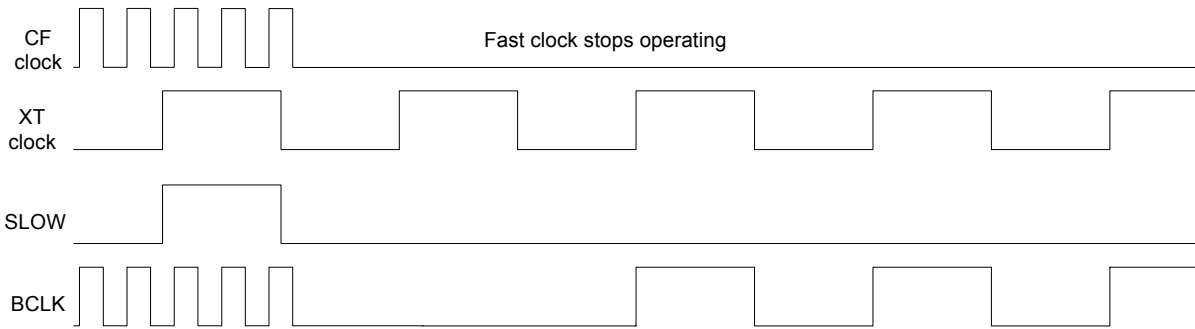 CF
clock
Fast clock stops operating
XT
clock
SLOW
BCLK